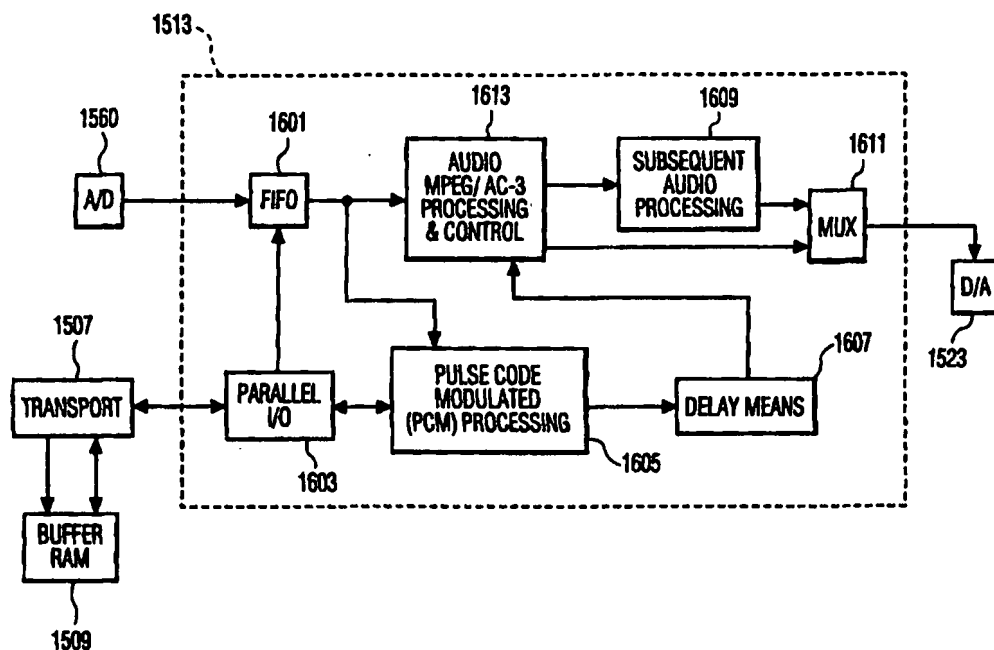 1513
1560
1601
1613
1609
1611
A/D
FIFO
AUDIO
MPEG/ AC-3
PROCESSING
& CONTROL
SUBSEQUENT
AUDIO
PROCESSING
MUX
D/A
1523
1507
TRANSPORT
PARALLEL
I/O
1603
PULSE CODE
MODULATED
(PCM) PROCESSING
1605
1607
DELAY MEANS
BUFFER
RAM
1509